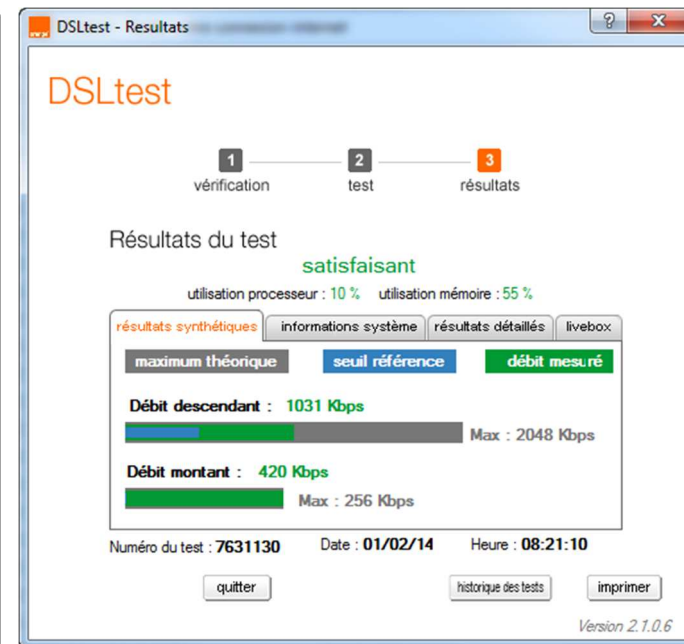 DSLtest - Resultats
DSLtest
1 2 3
vérification test résultats
Résultats du test
satisfaisant
utilisation processeur : 10 % utilisation mémoire : 55 %
résultats synthétiques informations système résultats détaillés livebox
maximum théorique seuil référence débit mesuré
Débit descendant : 1031 Kbps
Max : 2048 Kbps
Débit montant : 420 Kbps
Max : 256 Kbps
Numéro du test : 7631130 Date : 01/02/14 Heure : 08:21:10
quitter historique des tests imprimer
Version 2.1.0.6